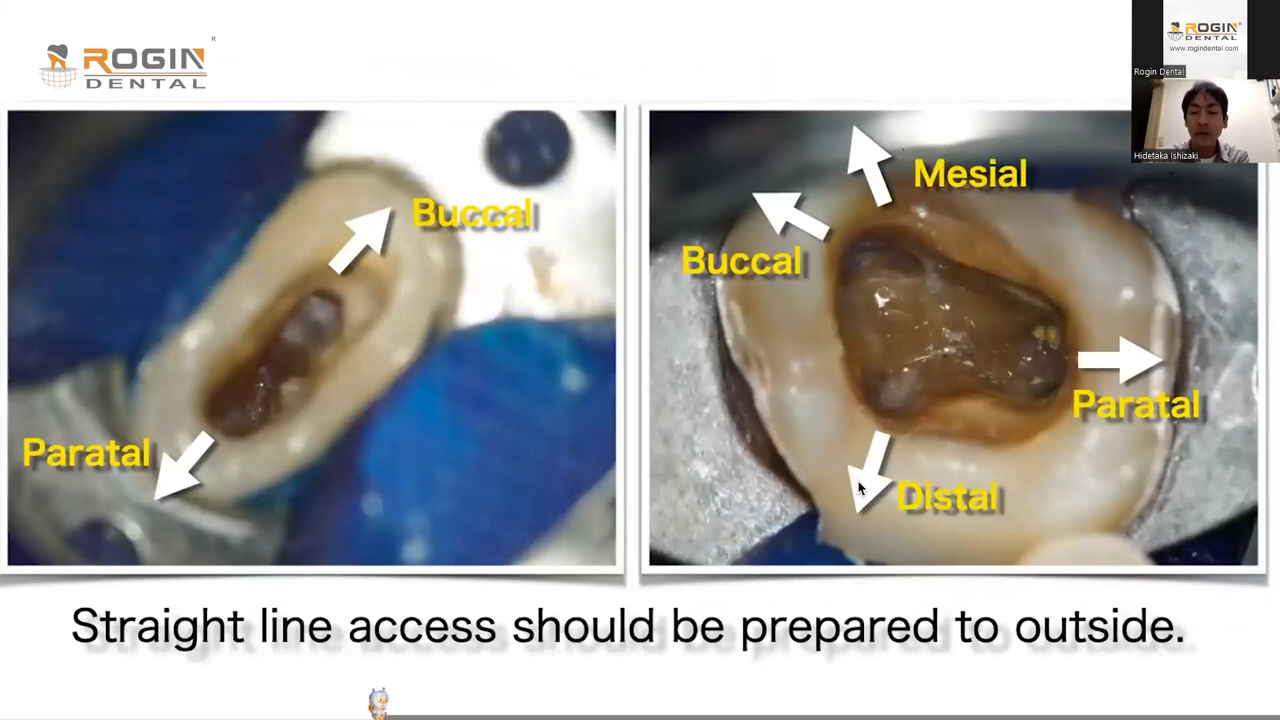 ROGIN
DENTAL
®
ROGIN
DENTAL
www.rogindental.com
Rogin Dental
Hidetaka Ishizaki
Buccal
Paratal
Mesial
Buccal
Paratal
Distal
Straight line access should be prepared to outside.